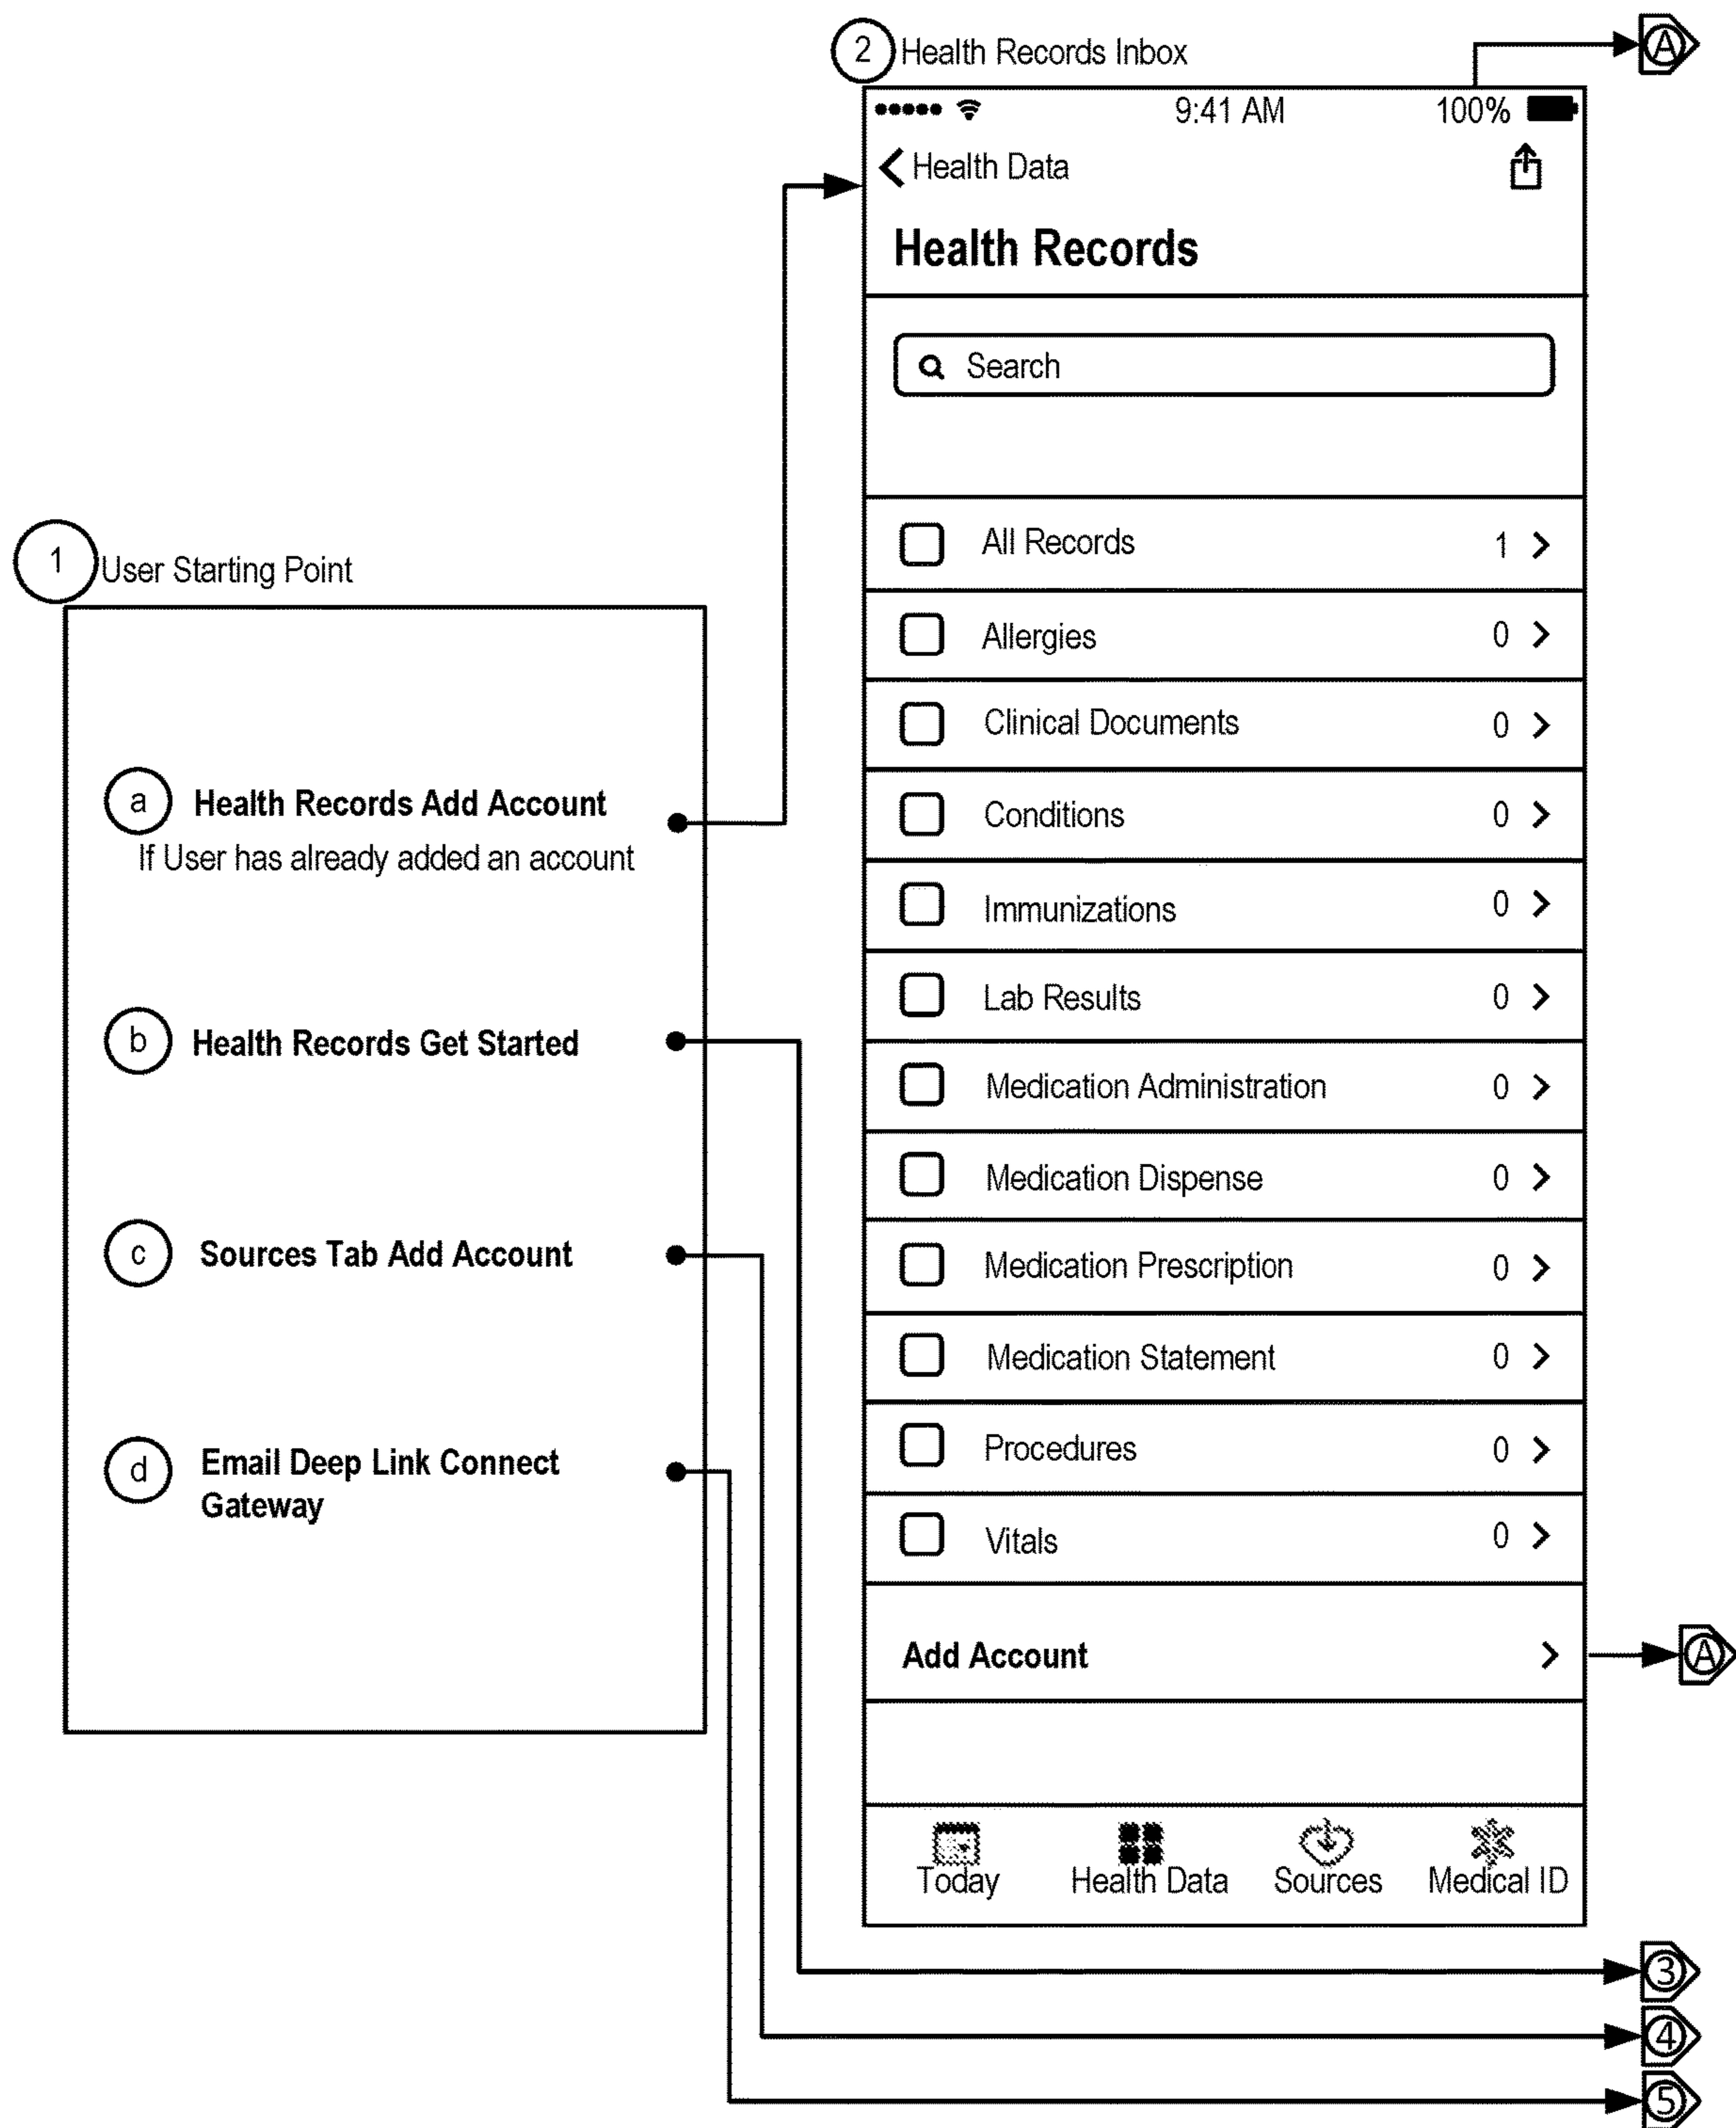 2 Health Records Inbox
A
9:41 AM 100%
Health Data
Health Records
Search
All Records 1
Allergies 0
Clinical Documents 0
Conditions 0
Immunizations 0
Lab Results 0
Medication Administration 0
Medication Dispense 0
Medication Prescription 0
Medication Statement 0
Procedures 0
Vitals 0
Add Account
A
Today Health Data Sources Medical ID
1 User Starting Point
a Health Records Add Account
If User has already added an account
b Health Records Get Started
c Sources Tab Add Account
d Email Deep Link Connect
Gateway
3
4
5